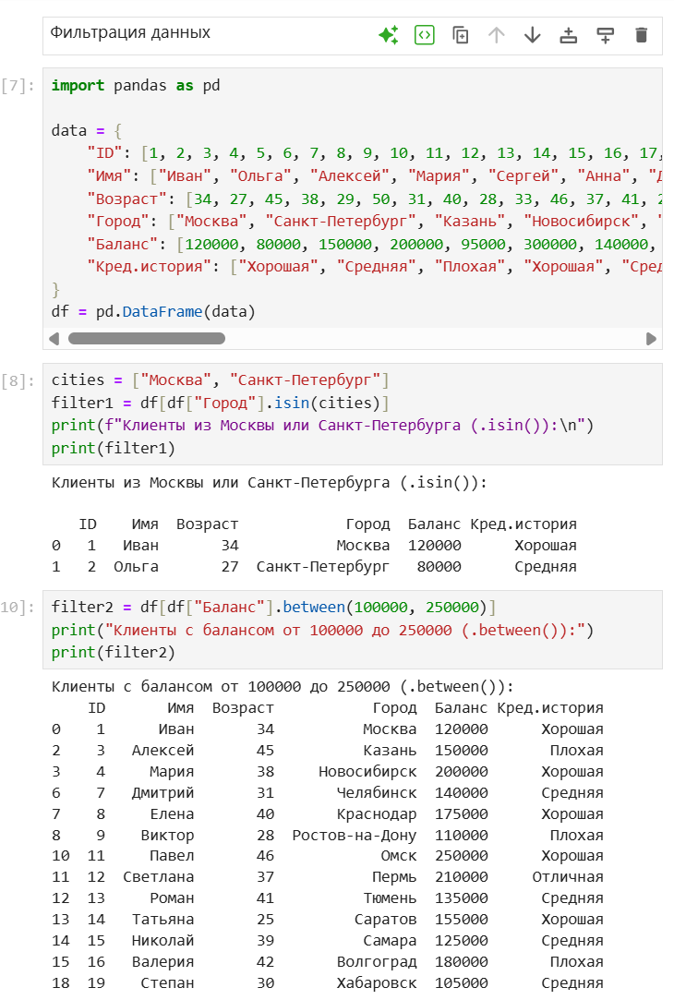 Фильтрация данных
[7]:
import pandas as pd
data = {
"ID": [1, 2, 3, 4, 5, 6, 7, 8, 9, 10, 11, 12, 13, 14, 15, 16, 17,
"Имя": ["Иван", "Ольга", "Алексей", "Мария", "Сергей", "Анна", "Д
"Возраст": [34, 27, 45, 38, 29, 50, 31, 40, 28, 33, 46, 37, 41, 2
"Город": ["Москва", "Санкт-Петербург", "Казань", "Новосибирск", "
"Баланс": [120000, 80000, 150000, 200000, 95000, 300000, 140000,
"Кред.история": ["Хорошая", "Средняя", "Плохая", "Хорошая", "Сред
}
df = pd.DataFrame(data)
[8]:
cities = ["Москва", "Санкт-Петербург"]
filter1 = df[df["Город"].isin(cities)]
print(f"Клиенты из Москвы или Санкт-Петербурга (.isin()):\n")
print(filter1)
Клиенты из Москвы или Санкт-Петербурга (.isin()):
ID Имя Возраст Город Баланс Кред.история
0 1 Иван 34 Москва 120000 Хорошая
1 2 Ольга 27 Санкт-Петербург 80000 Средняя
10]:
filter2 = df[df["Баланс"].between(100000, 250000)]
print("Клиенты с балансом от 100000 до 250000 (.between()):")
print(filter2)
Клиенты с балансом от 100000 до 250000 (.between()):
ID Имя Возраст Город Баланс Кред.история
0 1 Иван 34 Москва 120000 Хорошая
2 3 Алексей 45 Казань 150000 Плохая
3 4 Мария 38 Новосибирск 200000 Хорошая
6 7 Дмитрий 31 Челябинск 140000 Средняя
7 8 Елена 40 Краснодар 175000 Хорошая
8 9 Виктор 28 Ростов-на-Дону 110000 Плохая
10 11 Павел 46 Омск 250000 Хорошая
11 12 Светлана 37 Пермь 210000 Отличная
12 13 Роман 41 Тюмень 135000 Средняя
13 14 Татьяна 25 Саратов 155000 Хорошая
14 15 Николай 39 Самара 125000 Средняя
15 16 Валерия 42 Волгоград 180000 Плохая
18 19 Степан 30 Хабаровск 105000 Средняя